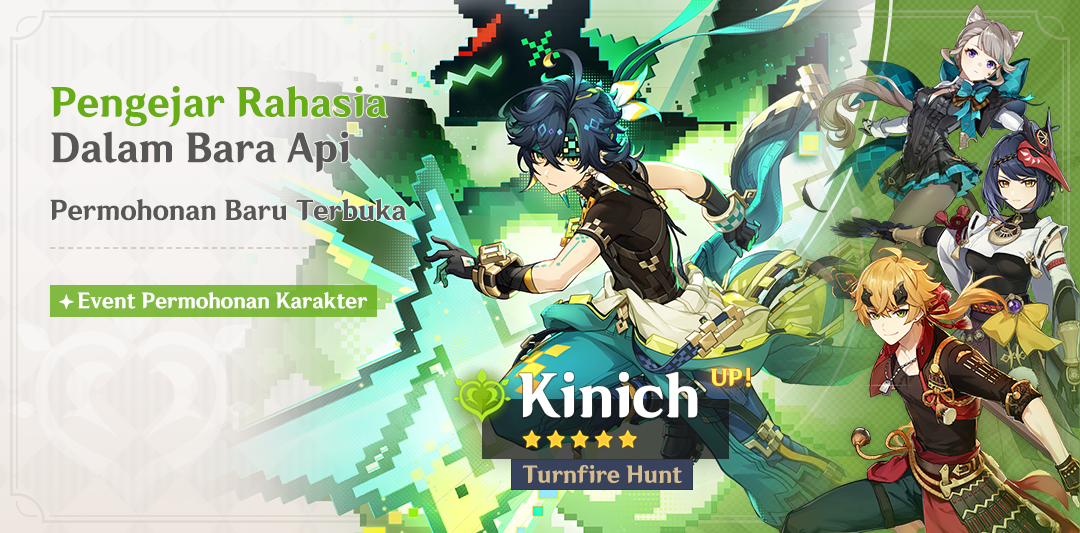 Pengejar Rahasia
Dalam Bara Api
Permohonan Baru Terbuka
Event Permohonan Karakter
Kinich UP!
Turnfire Hunt